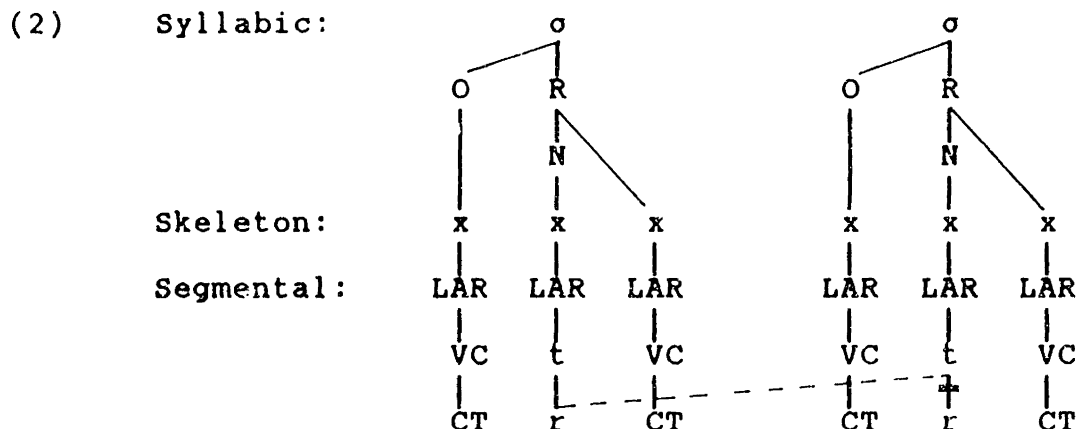 (2) Syllabic: σ σ
O R O R
N N
Skeleton: x x x x x x
Segmental: LAR LAR LAR LAR LAR LAR
VC t VC VC t VC
CT r CT CT r CT